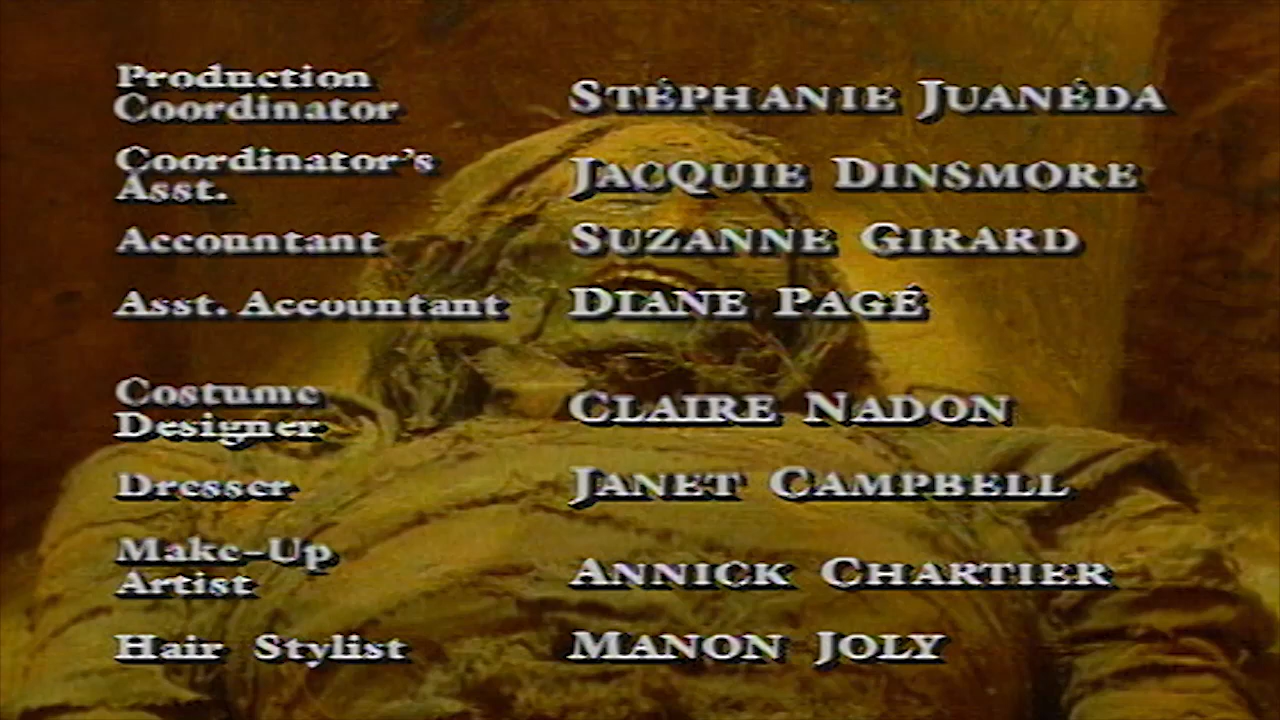 Production
Coordinator
STÉPHANIE JUANÉDA
Coordinator's
Asst.
JACQUIE DINSMORE
Accountant SUZANNE GIRARD
Asst. Accountant DIANE PAGÉ
Costume
Designer
CLAIRE NADON
Dresser JANET CAMPBELL
Make-Up
Artist
ANNICK CHARTIER
Hair Stylist MANON JOLY